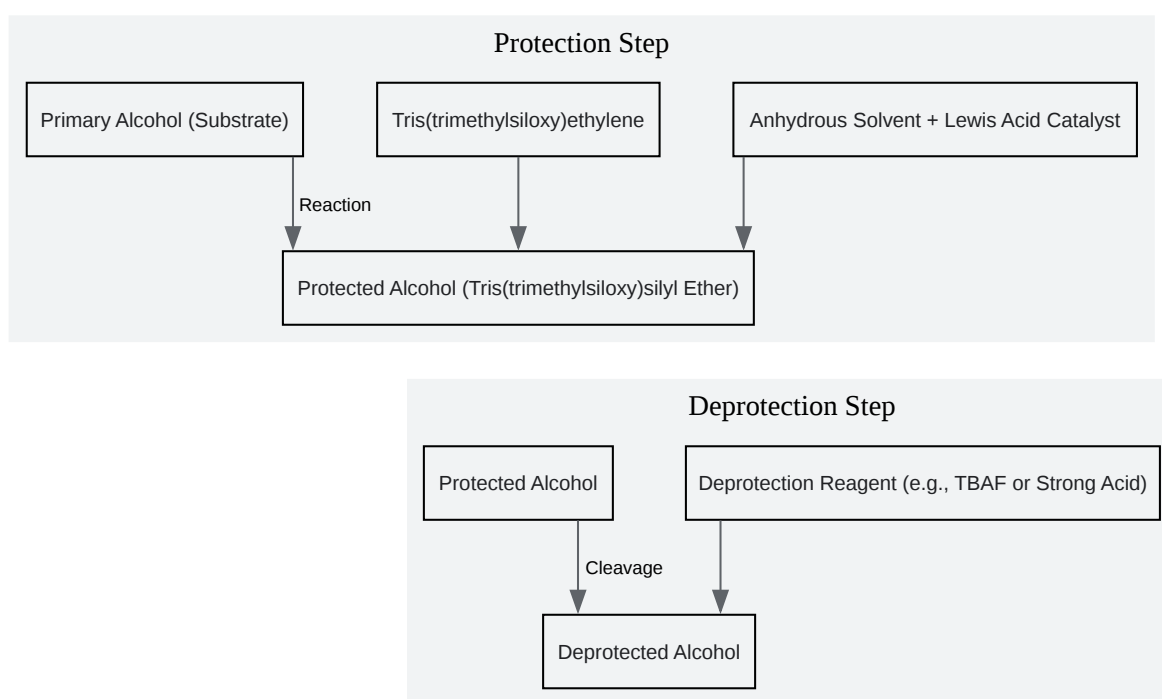 Protection Step
Primary Alcohol (Substrate)
Tris(trimethylsiloxy)ethylene
Anhydrous Solvent + Lewis Acid Catalyst
Reaction
Protected Alcohol (Tris(trimethylsiloxy)silyl Ether)
Deprotection Step
Protected Alcohol
Deprotection Reagent (e.g., TBAF or Strong Acid)
Cleavage
Deprotected Alcohol